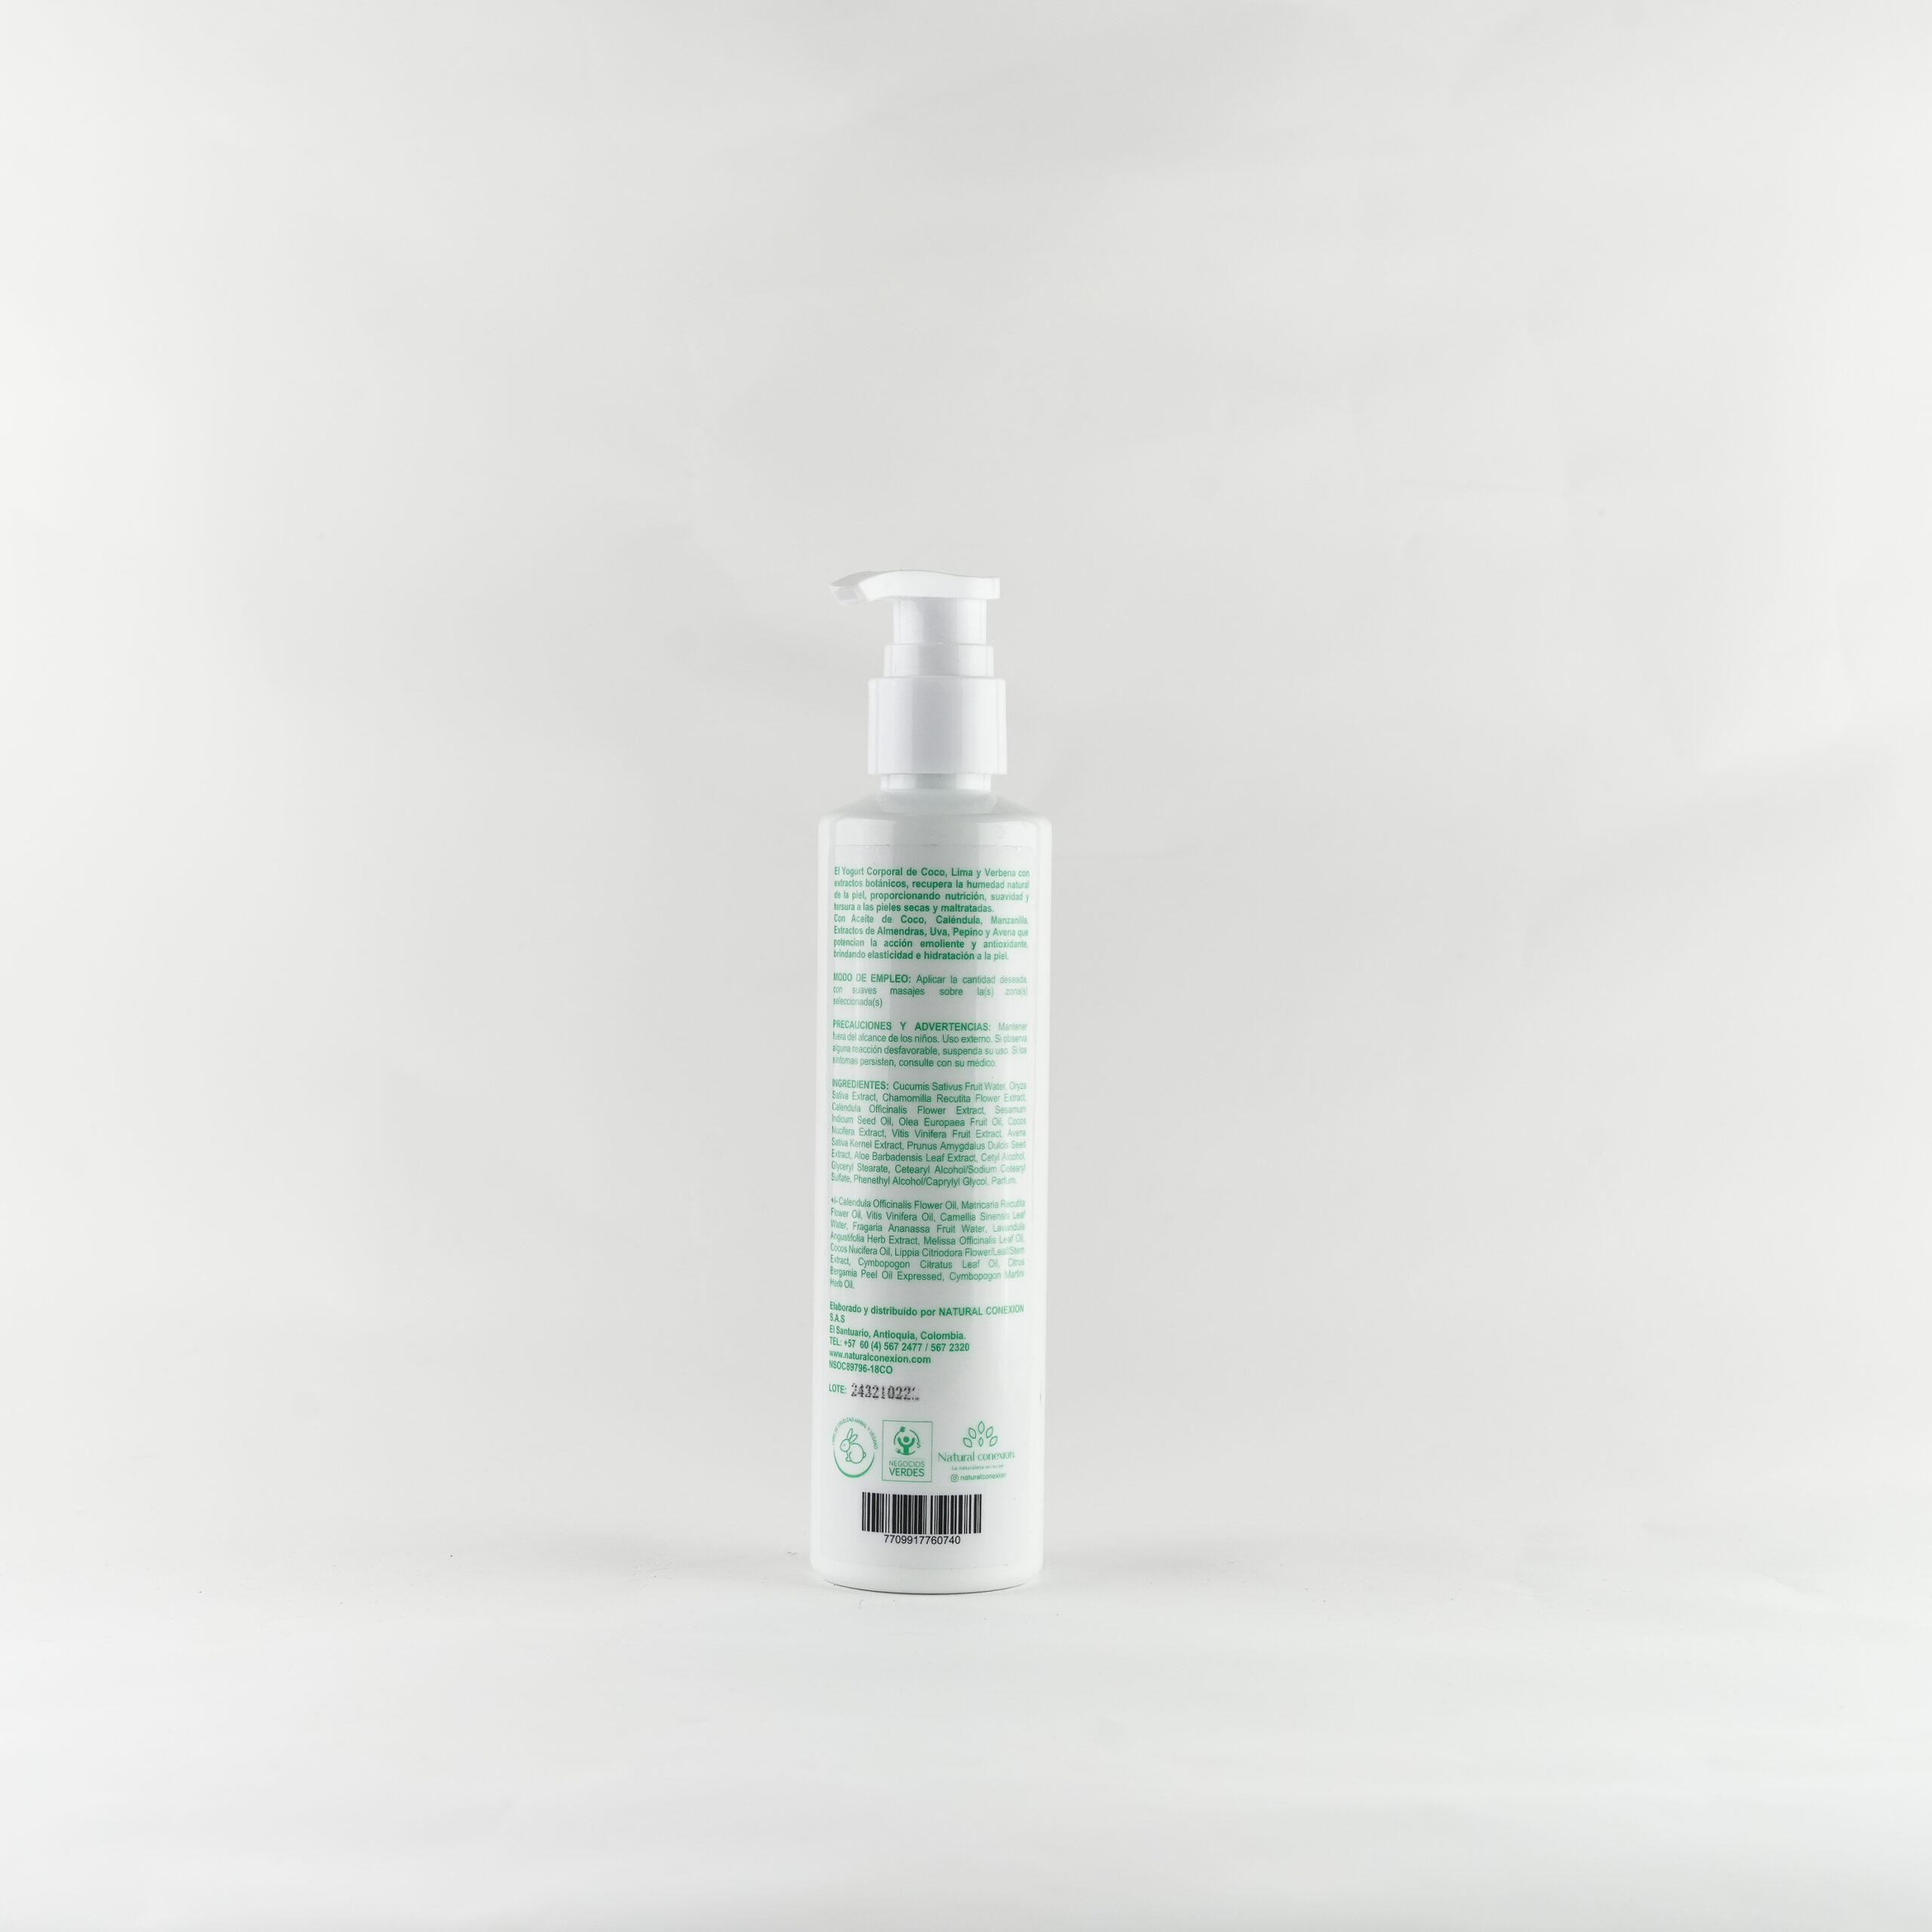 El Yogurt Corporal de Coco, Lima y Verbena con
extractos botánicos, recupera la humedad natural
de la piel, proporcionando nutrición, suavidad y
tersura a las pieles secas y maltratadas.
Con Aceite de Coco, Caléndula, Manzanilla,
Extractos de Almendras, Uva, Pepino y Avena que
potencian la acción emoliente y antioxidante,
brindando elasticidad e hidratación a la piel.
MODO DE EMPLEO: Aplicar la cantidad deseada,
con suaves masajes sobre la(s) zona(s)
seleccionada(s)
PRECAUCIONES Y ADVERTENCIAS: Mantener
fuera del alcance de los niños. Uso externo. Si observa
alguna reacción desfavorable, suspenda su uso. Si los
síntomas persisten, consulte con su médico.
INGREDIENTES: Cucumis Sativus Fruit Water, Oryza
Sativa Extract, Chamomilla Recutita Flower Extract,
Calendula Officinalis Flower Extract, Sesamum
Indicum Seed Oil, Olea Europaea Fruit Oil, Cocos
Nucifera Extract, Vitis Vinifera Fruit Extract, Avena
Sativa Kernel Extract, Prunus Amygdalus Dulcis Seed
Extract, Aloe Barbadensis Leaf Extract, Cetyl Alcohol,
Glyceryl Stearate, Cetearyl Alcohol/Sodium Cetearyl
Sulfate, Phenethyl Alcohol/Caprylyl Glycol, Parfum.
+/-Calendula Officinalis Flower Oil, Matricaria Recutita
Flower Oil, Vitis Vinifera Oil, Camellia Sinensis Leaf
Water, Fragaria Ananassa Fruit Water, Lavandula
Angustifolia Herb Extract, Melissa Officinalis Leaf Oil,
Cocos Nucifera Oil, Lippia Citriodora Flower/Leaf/Stem
Extract, Cymbopogon Citratus Leaf Oil, Citrus
Bergamia Peel Oil Expressed, Cymbopogon Martini
Herb Oil.
Elaborado y distribuido por NATURAL CONEXION
S.A.S
El Santuario, Antioquia, Colombia.
TEL: +57 60 (4) 567 2477 / 567 2320
www.naturalconexion.com
NSOC89796-18CO
LOTE:
NEGOCIOS
VERDES
Natural conexion
@naturalconexion
7709917760740